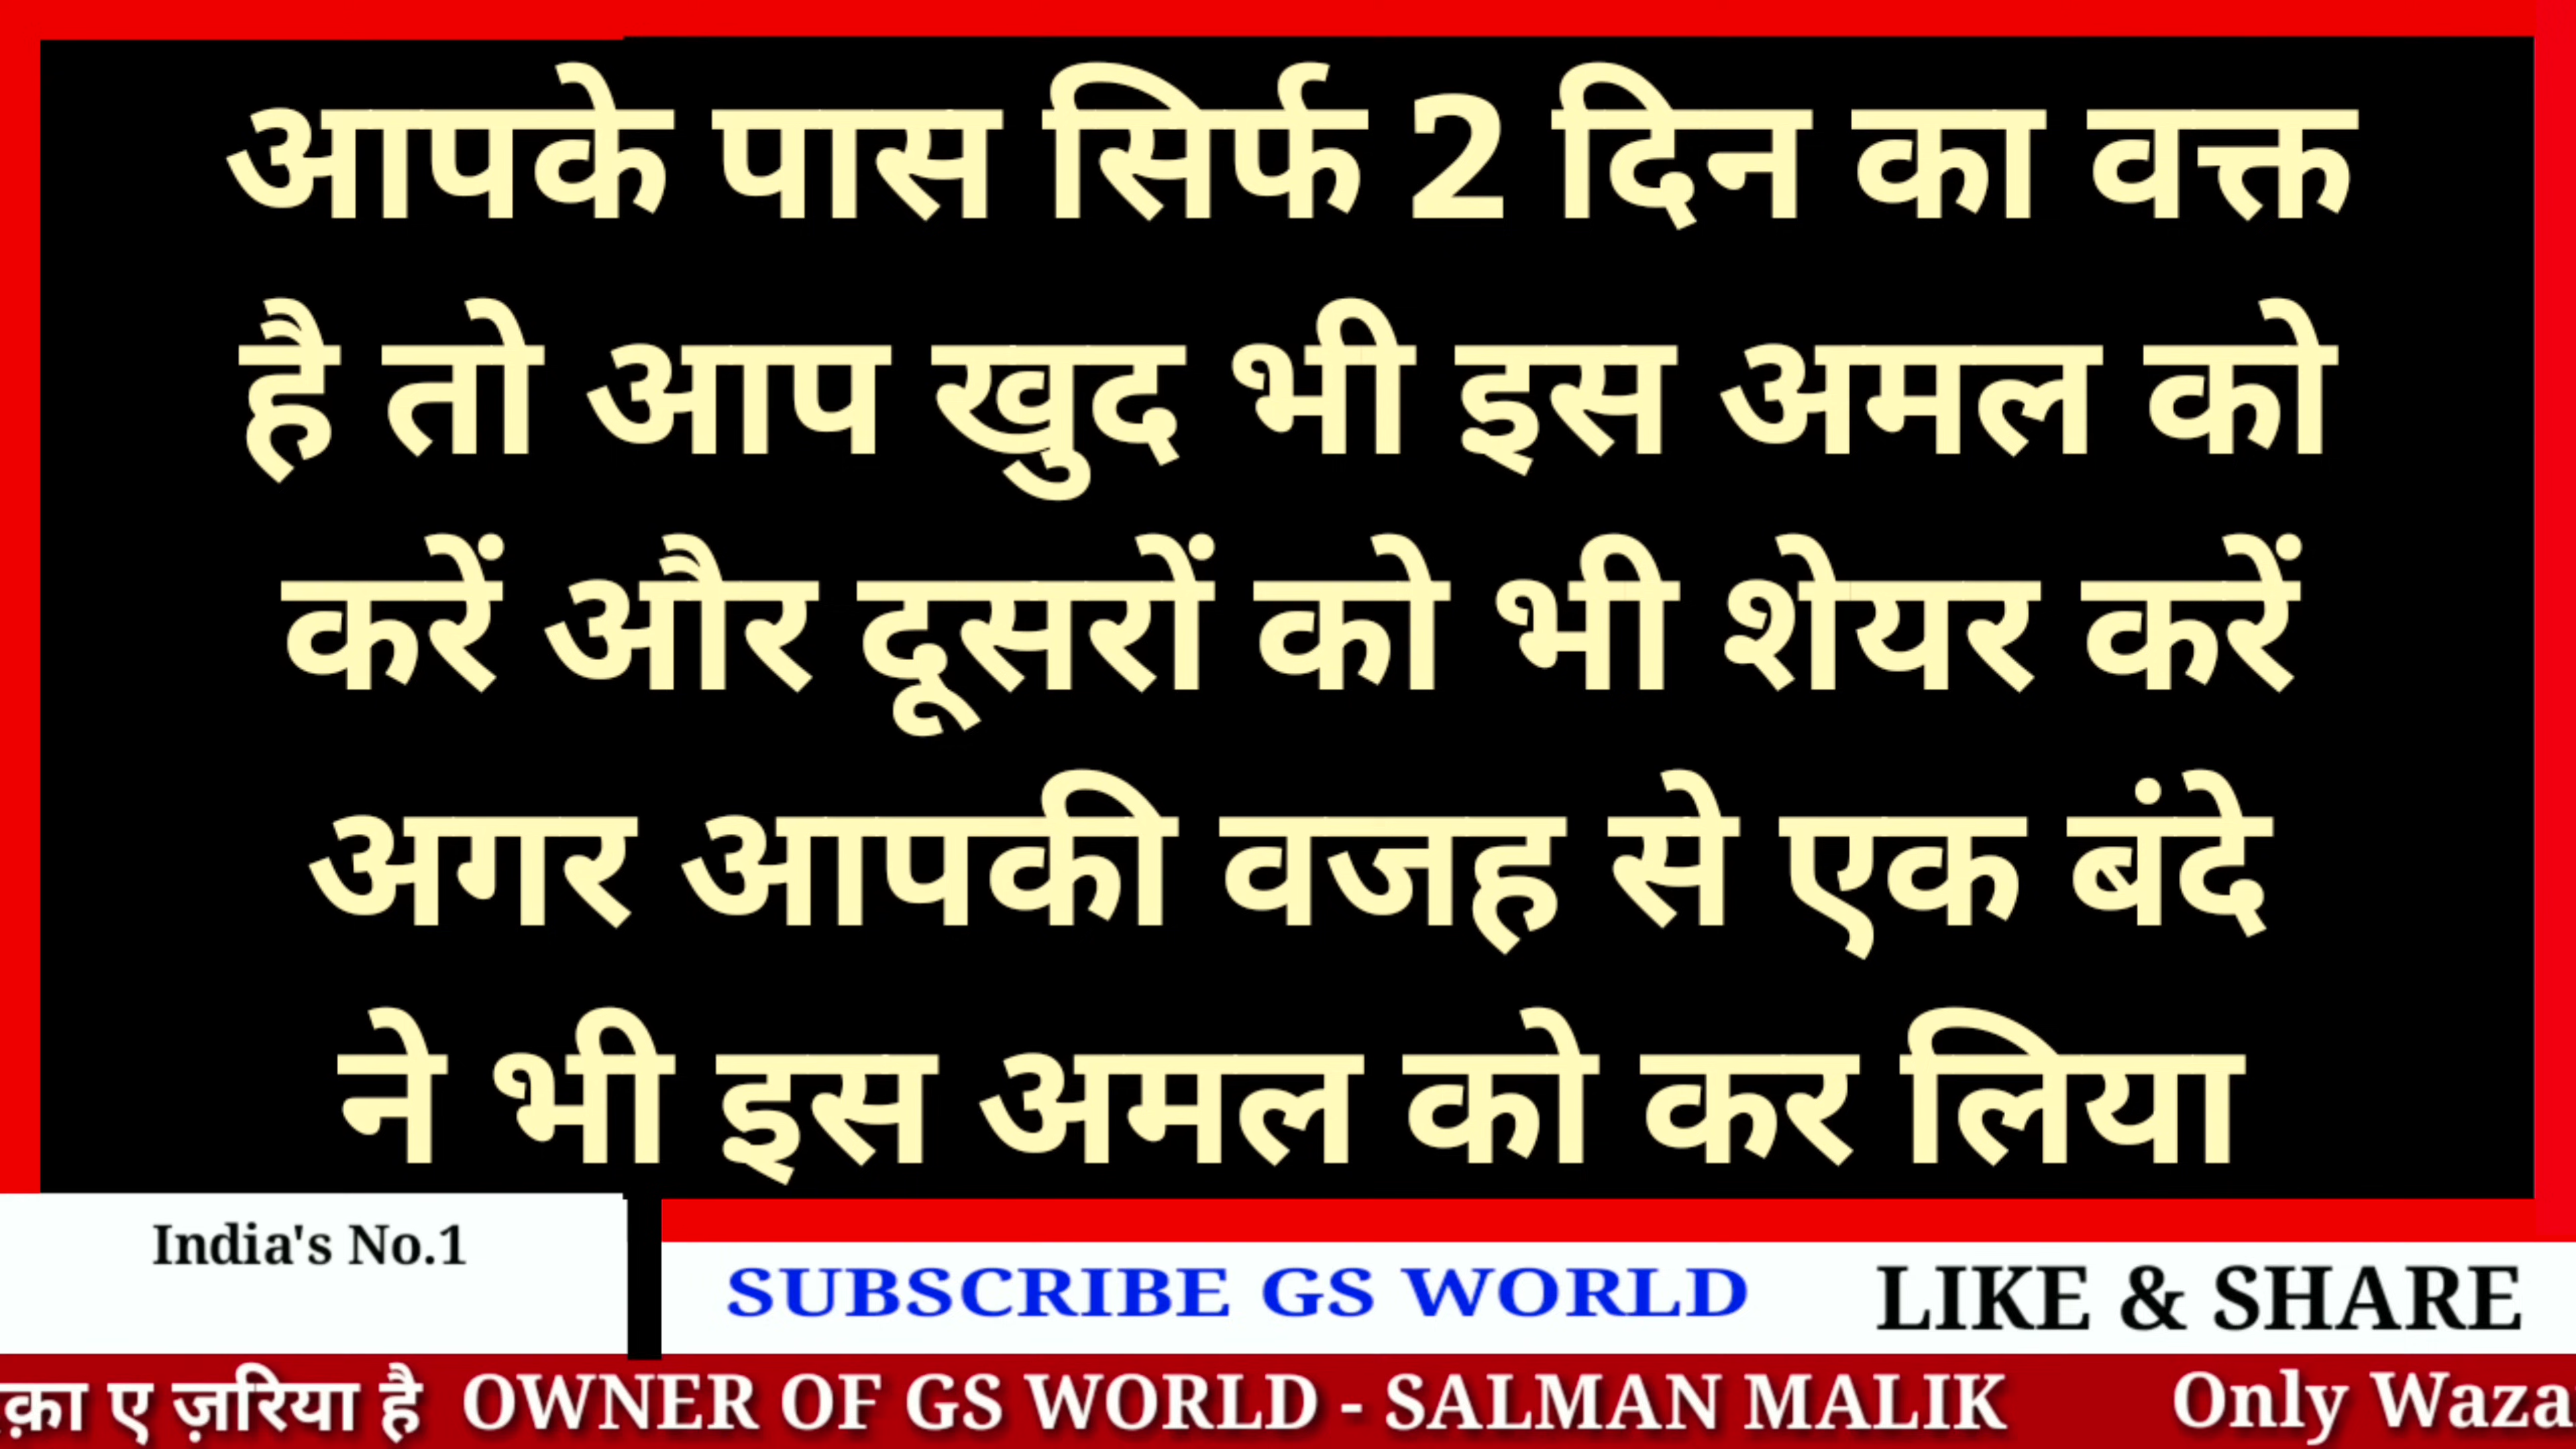 आपके पास सिर्फ 2 दिन का वक्त
है तो आप खुद भी इस अमल को
करें और दूसरों को भी शेयर करें
अगर आपकी वजह से एक बंदे
ने भी इस अमल को कर लिया
India's No.1
SUBSCRIBE GS WORLD
LIKE & SHARE
ए ज़रिया है OWNER OF GS WORLD - SALMAN MALIK Only